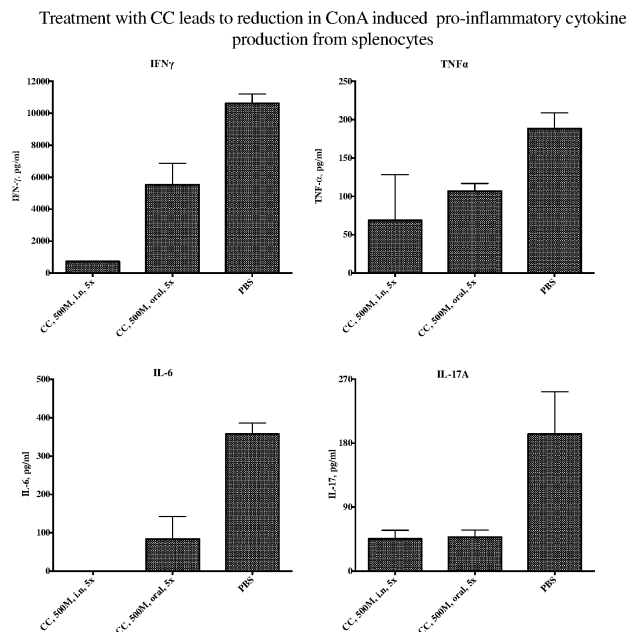 Treatment with CC leads to reduction in ConA induced pro-inflammatory cytokine
production from splenocytes
IFNγ
IFN-γ, pg/ml
12000
10000
8000
6000
4000
2000
0
CC, 500M, i.n, 5x
CC, 500M, oral, 5x
PBS
TNFα
TNF-α, pg/ml
250
200
150
100
50
0
CC, 500M, i.n, 5x
CC, 500M, oral, 5x
PBS
IL-6
IL-6, pg/ml
500
400
300
200
100
0
CC, 500M, i.n, 5x
CC, 500M, oral, 5x
PBS
IL-17A
IL-17, pg/ml
270
180
90
0
CC, 500M, i.n, 5x
CC, 500M, oral, 5x
PBS